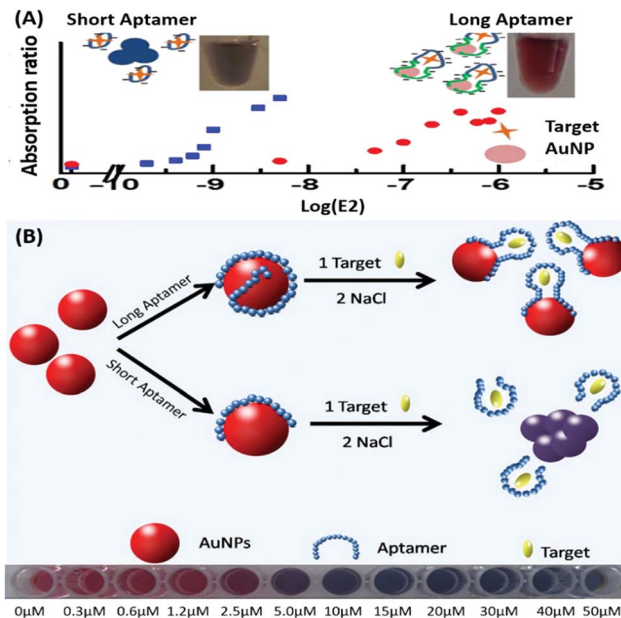 (A)
Short Aptamer
Long Aptamer
Absorption ratio
Target
AuNP
0 -10 -9 -8 -7 -6 -5
Log(E2)
(B)
Long Aptamer
1 Target
2 NaCl
Short Aptamer
1 Target
2 NaCl
AuNPs
Aptamer
Target
0μM 0.3μM 0.6μM 1.2μM 2.5μM 5.0μM 10μM 15μM 20μM 30μM 40μM 50μM